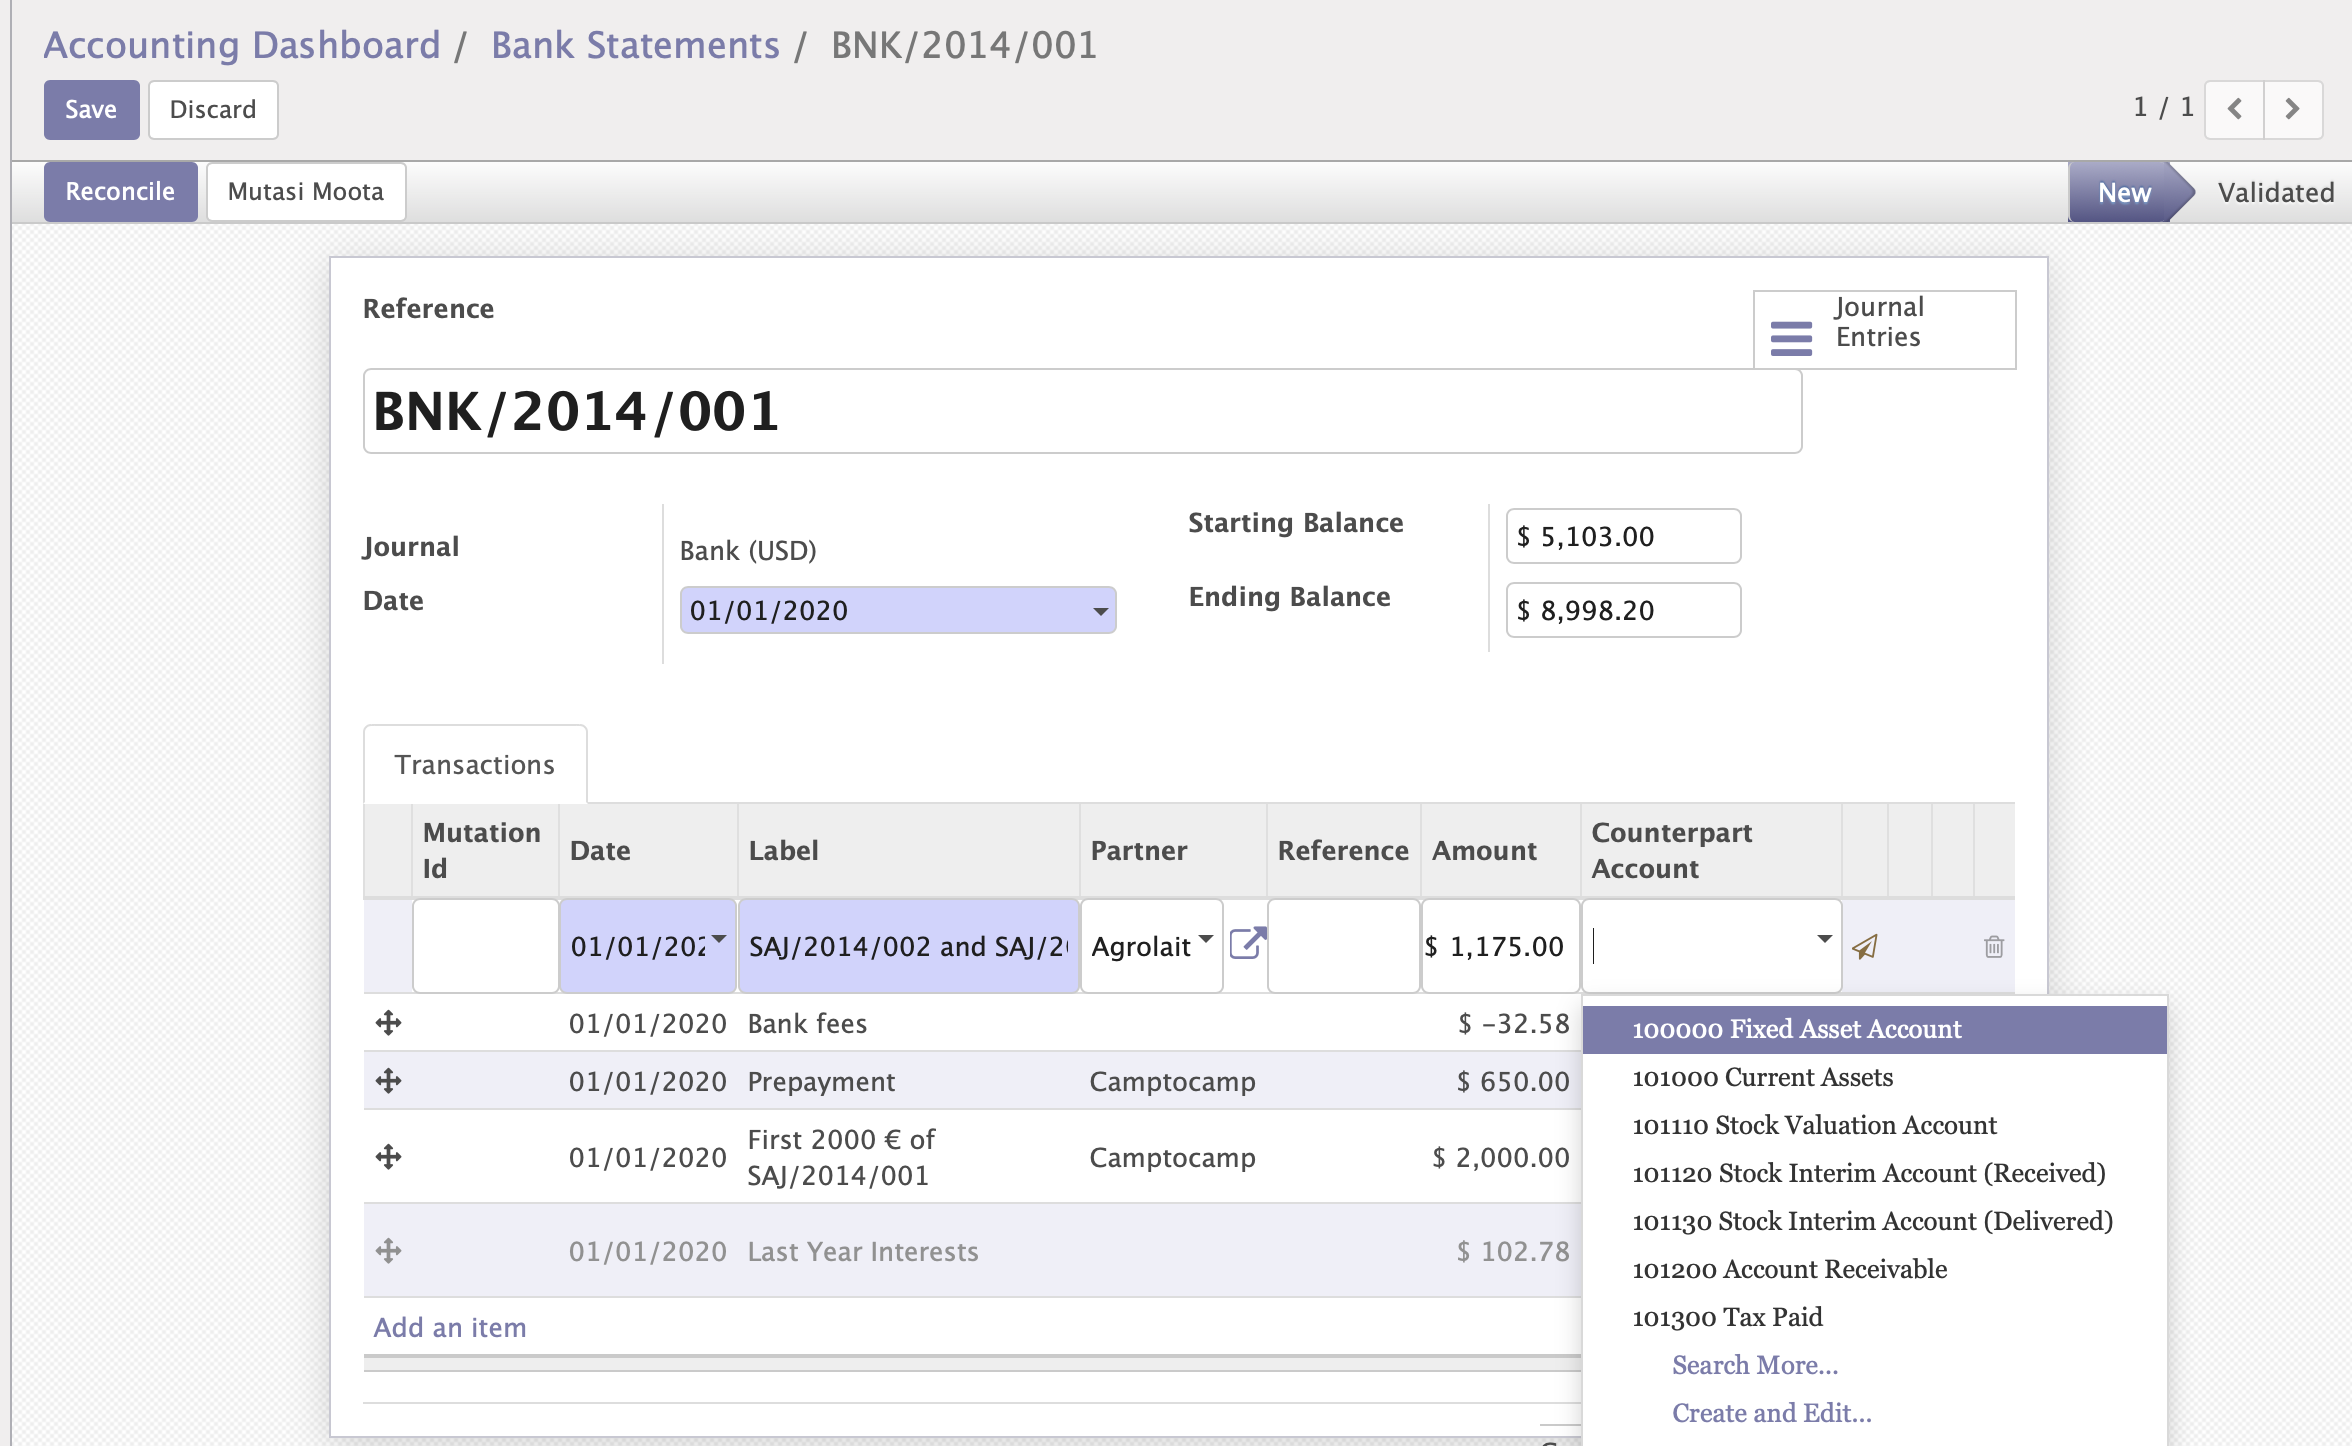 Accounting Dashboard / Bank Statements / BNK/2014/001
Save Discard
1 / 1
Reconcile Mutasi Moota
New Validated
Reference
Journal
Entries
BNK/2014/001
Journal Bank (USD)
Date 01/01/2020
Starting Balance $ 5,103.00
Ending Balance $ 8,998.20
Transactions
Mutation Id Date Label Partner Reference Amount Counterpart Account
01/01/202 SAJ/2014/002 and SAJ/2 Agrolait $ 1,175.00
01/01/2020 Bank fees $ -32.58
01/01/2020 Prepayment Camptocamp $ 650.00
01/01/2020 First 2000 € of SAJ/2014/001 Camptocamp $ 2,000.00
01/01/2020 Last Year Interests $ 102.78
Add an item
100000 Fixed Asset Account
101000 Current Assets
101110 Stock Valuation Account
101120 Stock Interim Account (Received)
101130 Stock Interim Account (Delivered)
101200 Account Receivable
101300 Tax Paid
Search More...
Create and Edit...